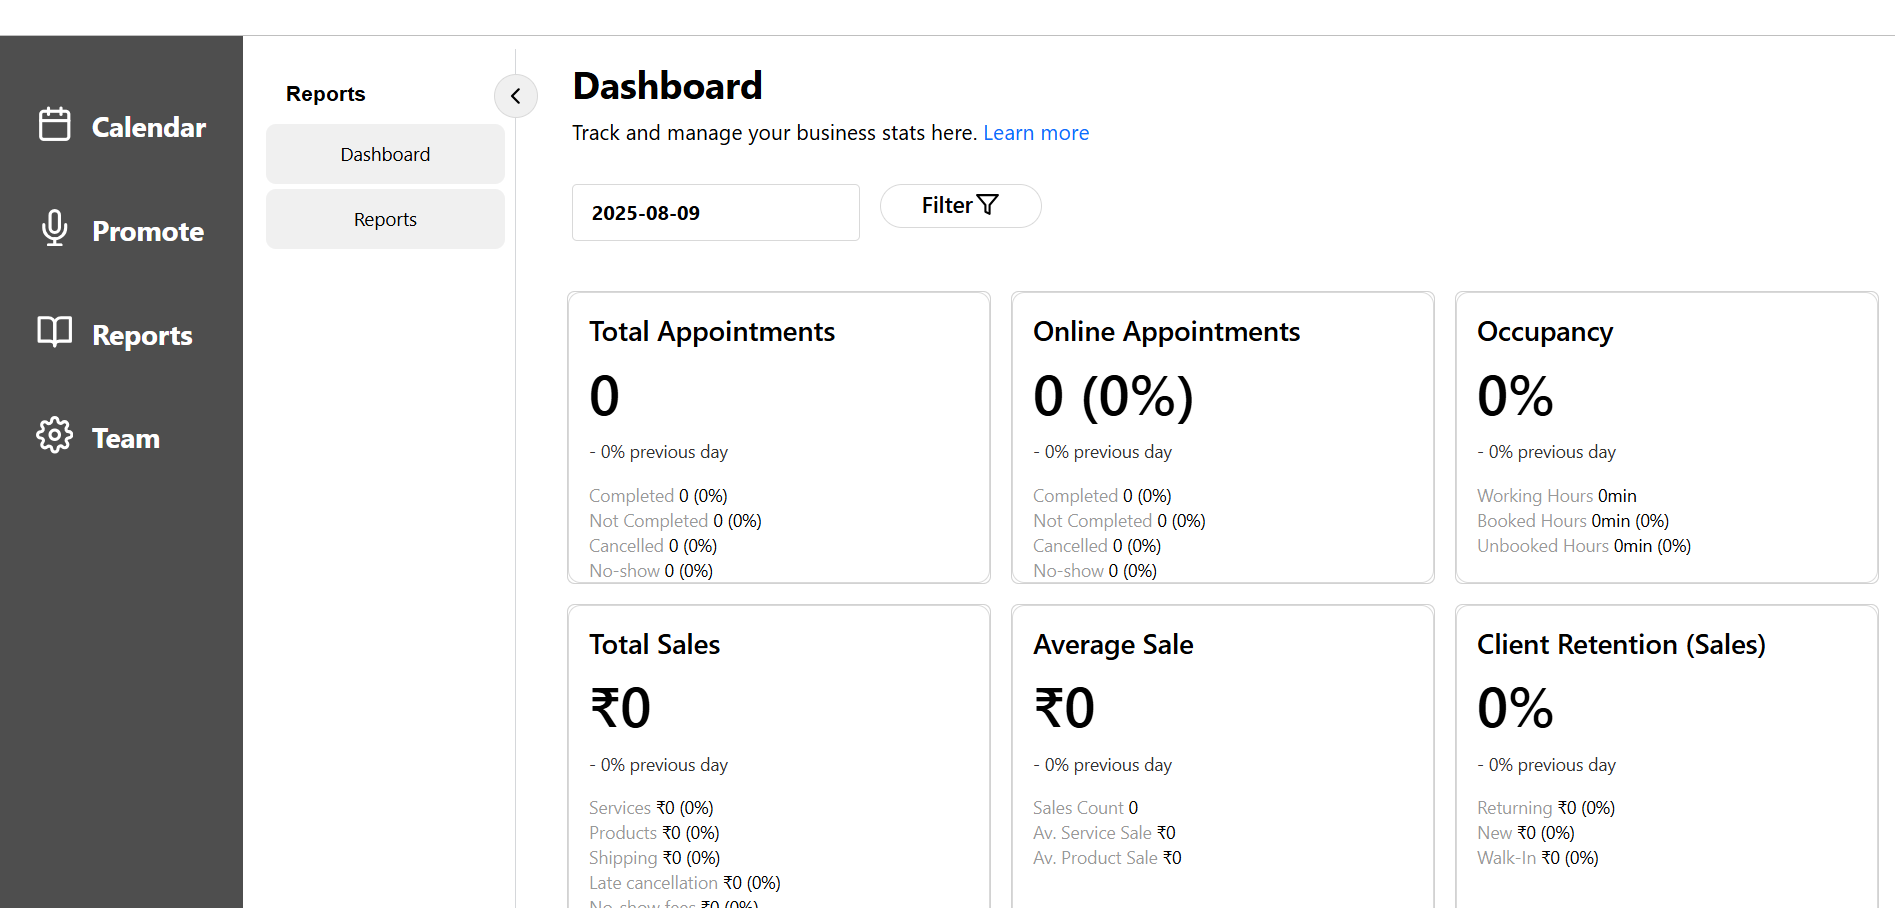 Calendar
Promote
Reports
Team
Reports
Dashboard
Reports
Dashboard
Track and manage your business stats here. Learn more
2025-08-09
Filter
Total Appointments
0
- 0% previous day
Completed 0 (0%)
Not Completed 0 (0%)
Cancelled 0 (0%)
No-show 0 (0%)
Online Appointments
0 (0%)
- 0% previous day
Completed 0 (0%)
Not Completed 0 (0%)
Cancelled 0 (0%)
No-show 0 (0%)
Occupancy
0%
- 0% previous day
Working Hours 0min
Booked Hours 0min (0%)
Unbooked Hours 0min (0%)
Total Sales
₹0
- 0% previous day
Services ₹0 (0%)
Products ₹0 (0%)
Shipping ₹0 (0%)
Late cancellation ₹0 (0%)
No-show fees ₹0 (0%)
Average Sale
₹0
- 0% previous day
Sales Count 0
Av. Service Sale ₹0
Av. Product Sale ₹0
Client Retention (Sales)
0%
- 0% previous day
Returning ₹0 (0%)
New ₹0 (0%)
Walk-In ₹0 (0%)